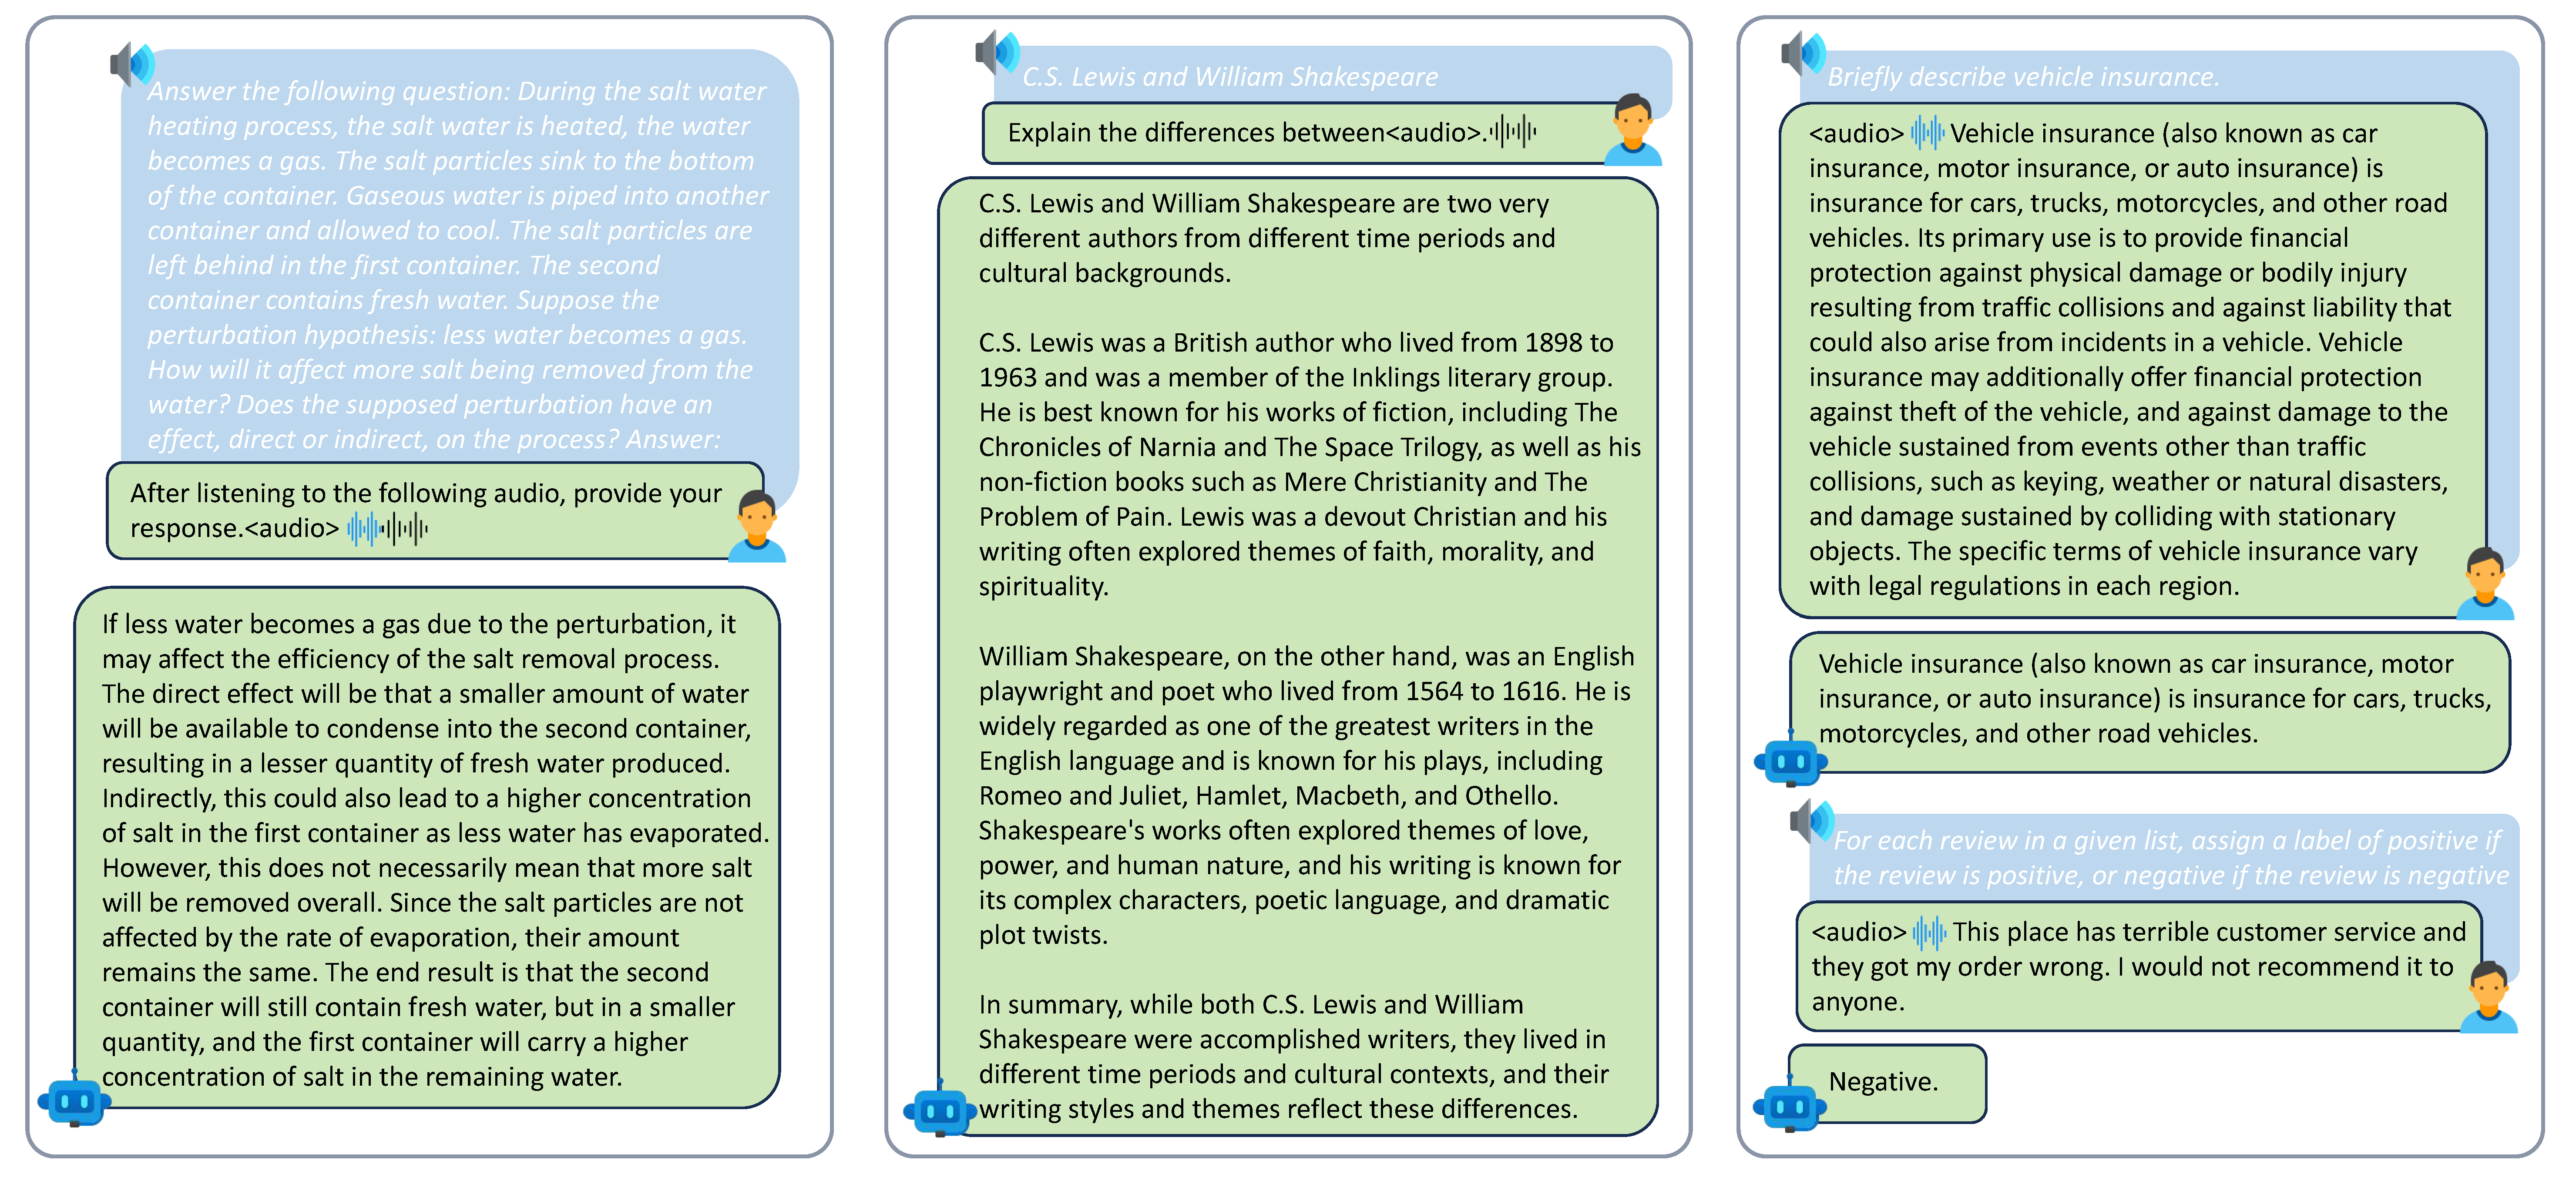 Answer the following question: During the salt water
heating process, the salt water is heated, the water
becomes a gas. The salt particles sink to the bottom
of the container. Gaseous water is piped into another
container and allowed to cool. The salt particles are
left behind in the first container. The second
container contains fresh water. Suppose the
perturbation hypothesis: less water becomes a gas.
How will it affect more salt being removed from the
water? Does the supposed perturbation have an
effect, direct or indirect, on the process? Answer:
After listening to the following audio, provide your
response.<audio>
If less water becomes a gas due to the perturbation, it
may affect the efficiency of the salt removal process.
The direct effect will be that a smaller amount of water
will be available to condense into the second container,
resulting in a lesser quantity of fresh water produced.
Indirectly, this could also lead to a higher concentration
of salt in the first container as less water has evaporated.
However, this does not necessarily mean that more salt
will be removed overall. Since the salt particles are not
affected by the rate of evaporation, their amount
remains the same. The end result is that the second
container will still contain fresh water, but in a smaller
quantity, and the first container will carry a higher
concentration of salt in the remaining water.
C.S. Lewis and William Shakespeare
Explain the differences between<audio>.
C.S. Lewis and William Shakespeare are two very
different authors from different time periods and
cultural backgrounds.
C.S. Lewis was a British author who lived from 1898 to
1963 and was a member of the Inklings literary group.
He is best known for his works of fiction, including The
Chronicles of Narnia and The Space Trilogy, as well as his
non-fiction books such as Mere Christianity and The
Problem of Pain. Lewis was a devout Christian and his
writing often explored themes of faith, morality, and
spirituality.
William Shakespeare, on the other hand, was an English
playwright and poet who lived from 1564 to 1616. He is
widely regarded as one of the greatest writers in the
English language and is known for his plays, including
Romeo and Juliet, Hamlet, Macbeth, and Othello.
Shakespeare's works often explored themes of love,
power, and human nature, and his writing is known for
its complex characters, poetic language, and dramatic
plot twists.
In summary, while both C.S. Lewis and William
Shakespeare were accomplished writers, they lived in
different time periods and cultural contexts, and their
writing styles and themes reflect these differences.
Briefly describe vehicle insurance.
<audio> Vehicle insurance (also known as car
insurance, motor insurance, or auto insurance) is
insurance for cars, trucks, motorcycles, and other road
vehicles. Its primary use is to provide financial
protection against physical damage or bodily injury
resulting from traffic collisions and against liability that
could also arise from incidents in a vehicle. Vehicle
insurance may additionally offer financial protection
against theft of the vehicle, and against damage to the
vehicle sustained from events other than traffic
collisions, such as keying, weather or natural disasters,
and damage sustained by colliding with stationary
objects. The specific terms of vehicle insurance vary
with legal regulations in each region.
Vehicle insurance (also known as car insurance, motor
insurance, or auto insurance) is insurance for cars, trucks,
motorcycles, and other road vehicles.
For each review in a given list, assign a label of positive if
the review is positive, or negative if the review is negative
<audio> This place has terrible customer service and
they got my order wrong. I would not recommend it to
anyone.
Negative.